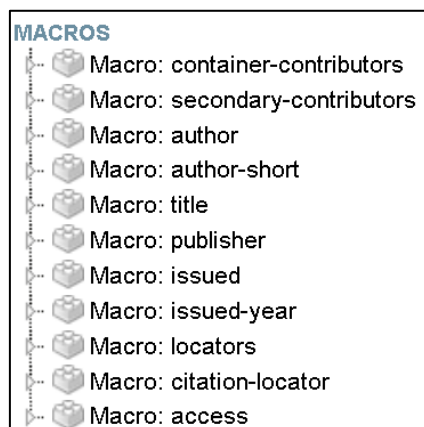 MACROS
Macro: container-contributors
Macro: secondary-contributors
Macro: author
Macro: author-short
Macro: title
Macro: publisher
Macro: issued
Macro: issued-year
Macro: locators
Macro: citation-locator
Macro: access